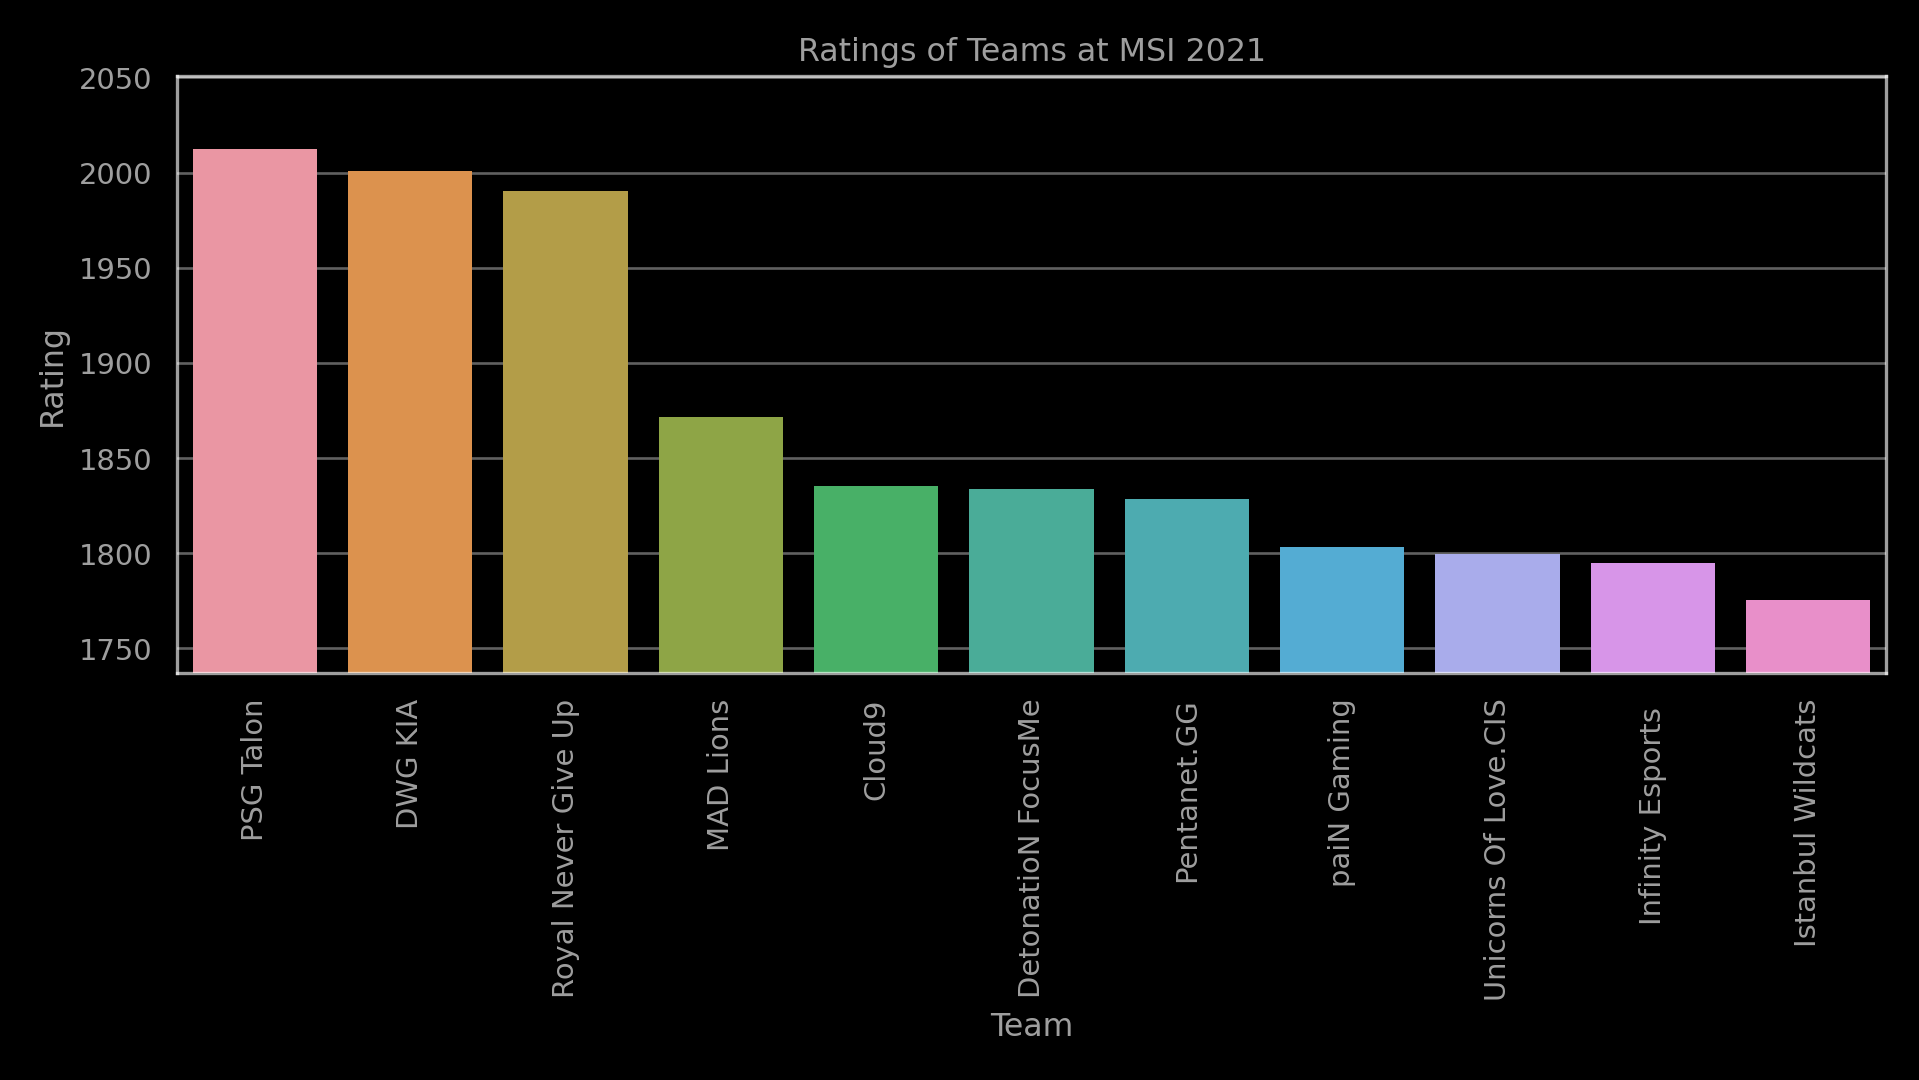 Ratings of Teams at MSI 2021
2050
2000
1950
1900
1850
1800
1750
Rating
PSG Talon
DWG KIA
Royal Never Give Up
MAD Lions
Cloud9
DetonatioN FocusMe
Pentanet.GG
paiN Gaming
Unicorns Of Love.CIS
Infinity Esports
Istanbul Wildcats
Team